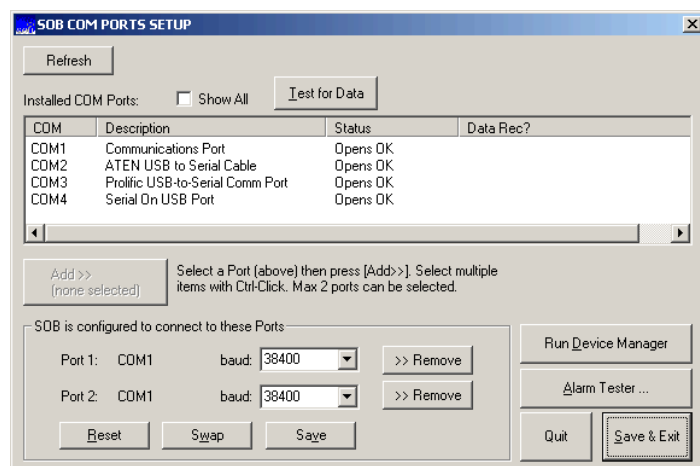 SOB COM PORTS SETUP
Refresh
Installed COM Ports: Show All Test for Data
COM Description Status Data Rec?
COM1 Communications Port Opens OK
COM2 ATEN USB to Serial Cable Opens OK
COM3 Prolific USB-to-Serial Comm Port Opens OK
COM4 Serial On USB Port Opens OK
Add >>
(none selected)
Select a Port (above) then press [Add>>]. Select multiple
items with Ctrl-Click. Max 2 ports can be selected.
SOB is configured to connect to these Ports
Port 1: COM1 baud: 38400 >> Remove
Port 2: COM1 baud: 38400 >> Remove
Reset Swap Save
Run Device Manager
Alarm Tester ...
Quit Save & Exit